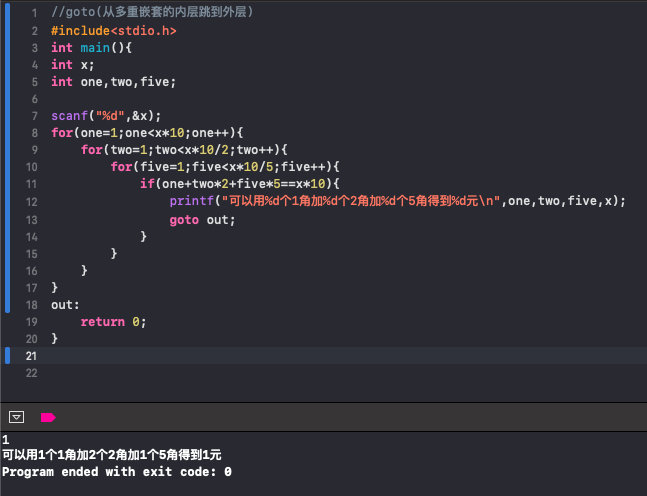 1 //goto(从多重嵌套的内层跳到外层)
2 #include<stdio.h>
3 int main(){
4 int x;
5 int one,two,five;
6
7 scanf("%d",&x);
8 for(one=1;one<x*10;one++){
9     for(two=1;two<x*10/2;two++){
10         for(five=1;five<x*10/5;five++){
11             if(one+two*2+five*5==x*10){
12                 printf("可以用%d个1角加%d个2角加%d个5角得到%d元\n",one,two,five,x);
13                 goto out;
14             }
15         }
16     }
17 }
18 out:
19     return 0;
20 }
21
22
1
可以用1个1角加2个2角加1个5角得到1元
Program ended with exit code: 0